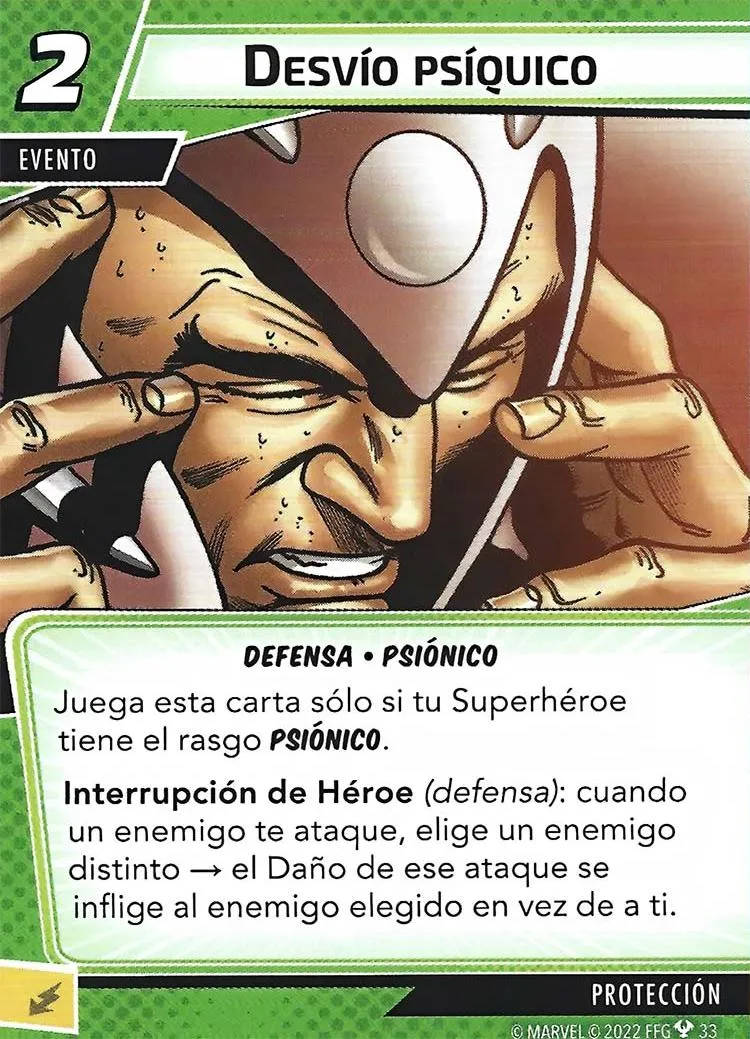 2
DESVÍO PSÍQUICO
EVENTO
DEFENSA • PSIÓNICO
Juega esta carta sólo si tu Superhéroe
tiene el rasgo PSIÓNICO.
Interrupción de Héroe (defensa): cuando
un enemigo te ataque, elige un enemigo
distinto → el Daño de ese ataque se
inflige al enemigo elegido en vez de a ti.
PROTECCIÓN
© MARVEL © 2022 FFG 33